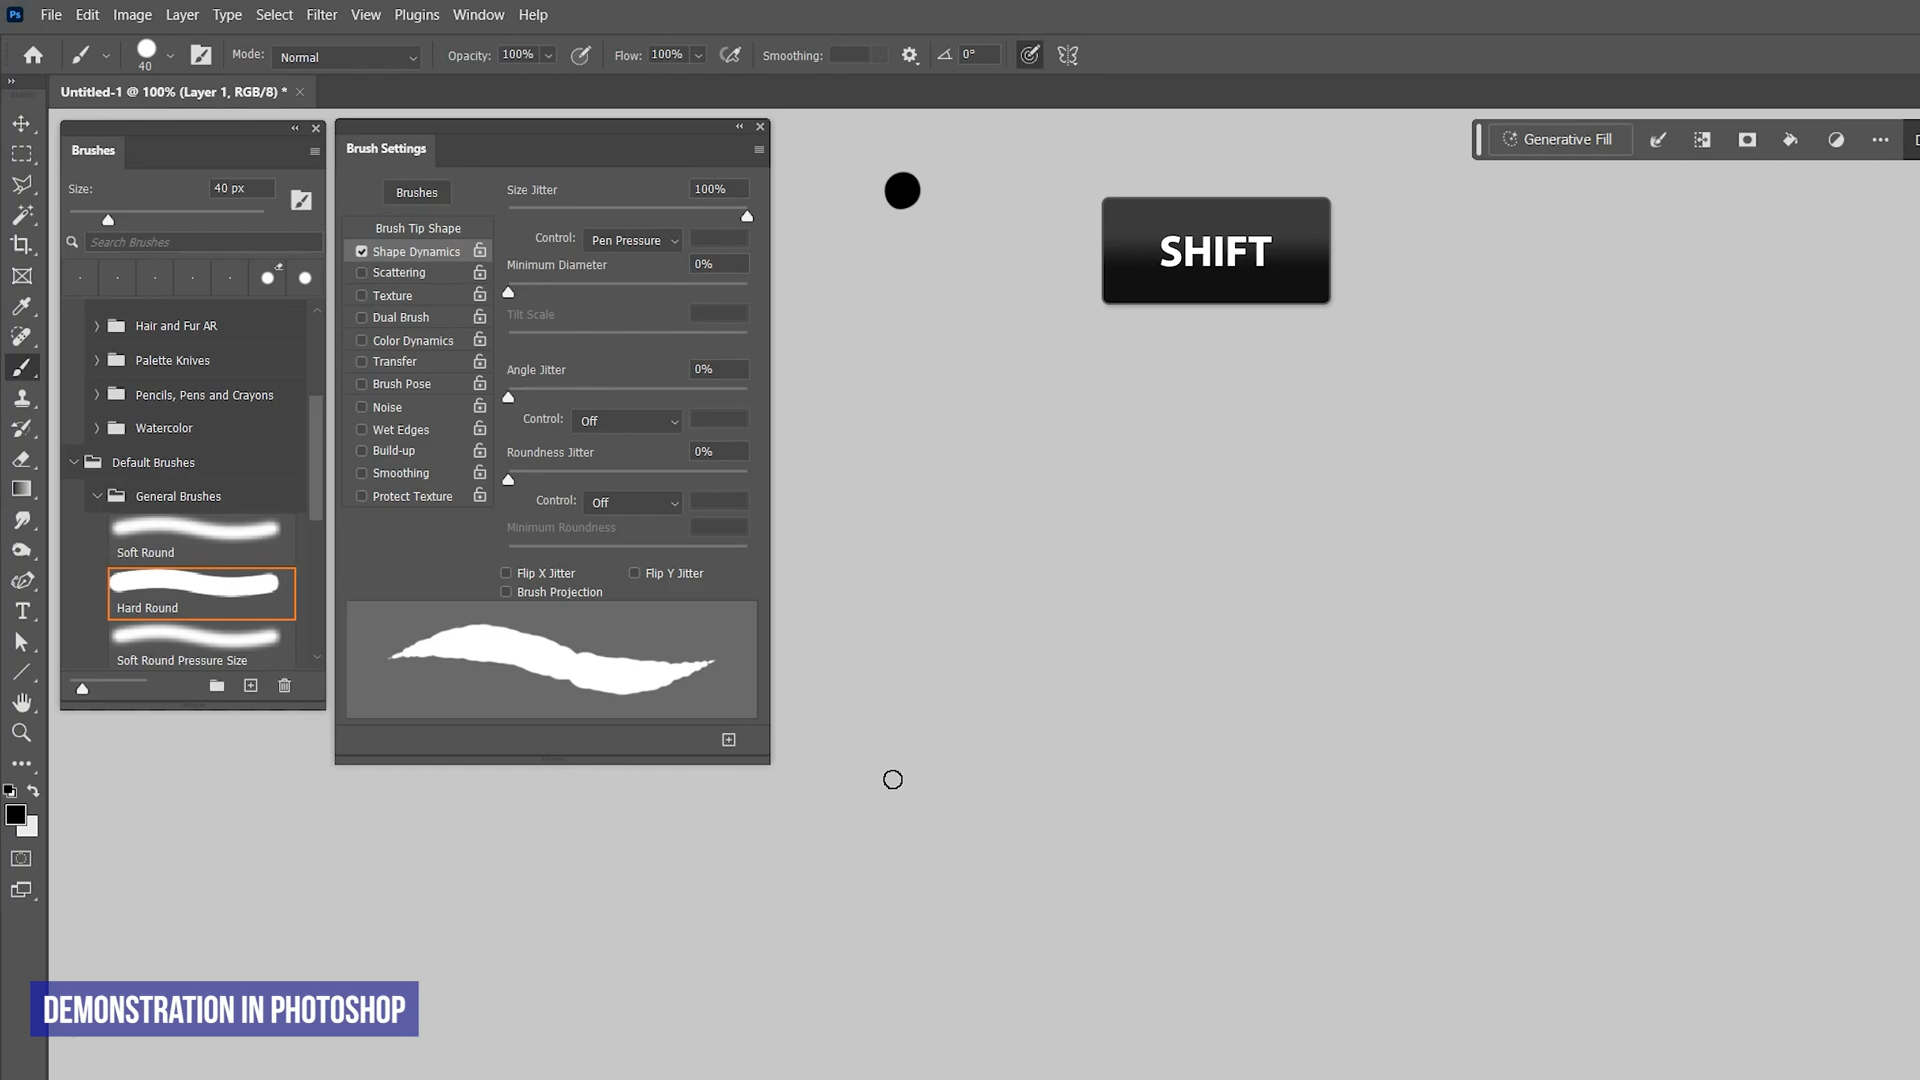 Ps File Edit Image Layer Type Select Filter View Plugins Window Help
40 Mode: Normal Opacity: 100% Flow: 100% Smoothing: 0°
Untitled-1 @ 100% (Layer 1, RGB/8) *
Brushes
Size: 40 px
Search Brushes
Hair and Fur AR
Palette Knives
Pencils, Pens and Crayons
Watercolor
Default Brushes
General Brushes
Soft Round
Hard Round
Soft Round Pressure Size
Brush Settings
Brushes
Brush Tip Shape
Shape Dynamics
Scattering
Texture
Dual Brush
Color Dynamics
Transfer
Brush Pose
Noise
Wet Edges
Build-up
Smoothing
Protect Texture
Size Jitter 100%
Control: Pen Pressure
Minimum Diameter 0%
Tilt Scale
Angle Jitter 0%
Control: Off
Roundness Jitter 0%
Control: Off
Minimum Roundness
Flip X Jitter Flip Y Jitter
Brush Projection
Generative Fill
SHIFT
DEMONSTRATION IN PHOTOSHOP